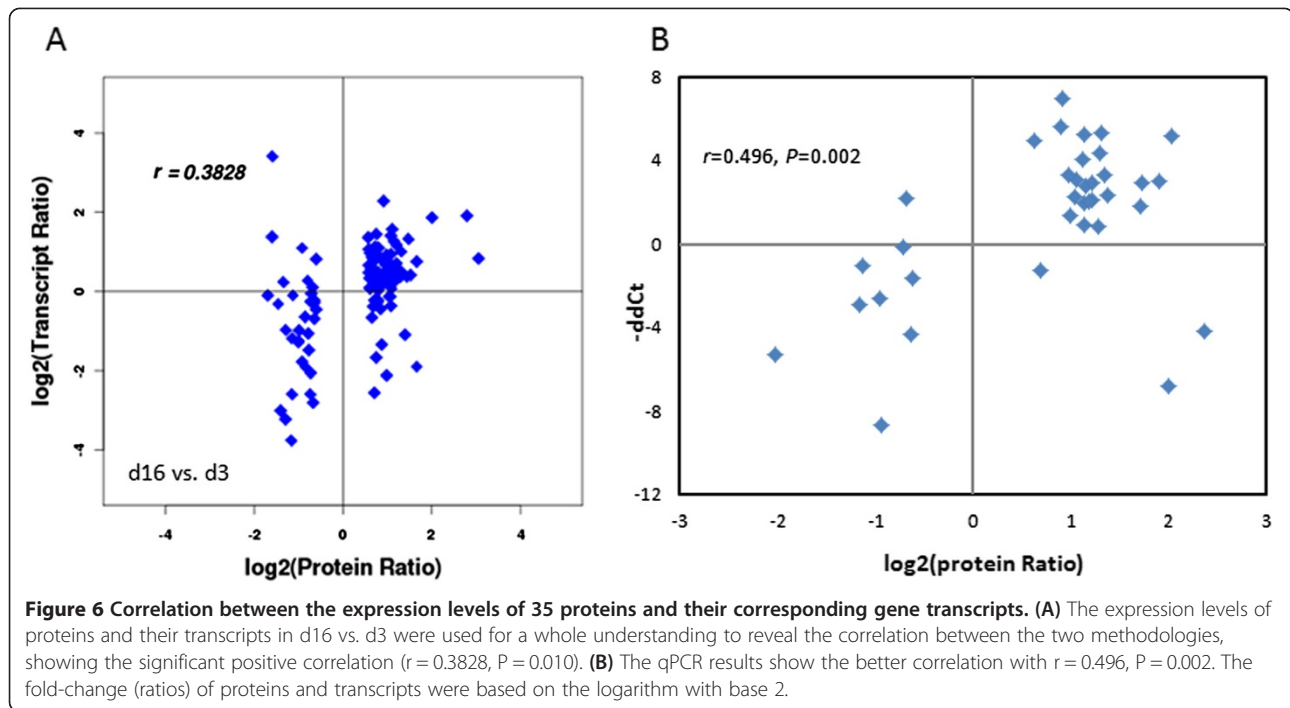 A
B
r = 0.3828
d16 vs. d3
log2(Transcript Ratio)
4
2
0
-2
-4
-4
-2
0
2
4
log2(Protein Ratio)
r=0.496, P=0.002
-ddCt
8
4
0
-4
-8
-12
-3
-2
-1
0
1
2
3
log2(protein Ratio)
Figure 6 Correlation between the expression levels of 35 proteins and their corresponding gene transcripts. (A) The expression levels of
proteins and their transcripts in d16 vs. d3 were used for a whole understanding to reveal the correlation between the two methodologies,
showing the significant positive correlation (r = 0.3828, P = 0.010). (B) The qPCR results show the better correlation with r = 0.496, P = 0.002. The
fold-change (ratios) of proteins and transcripts were based on the logarithm with base 2.